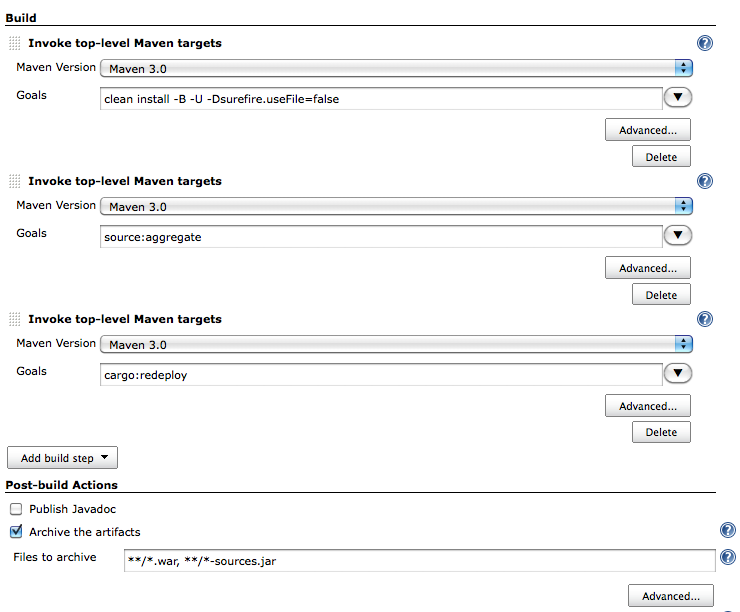 Build
Invoke top-level Maven targets
Maven Version Maven 3.0
Goals clean install -B -U -Dsurefire.useFile=false
Advanced...
Delete
Invoke top-level Maven targets
Maven Version Maven 3.0
Goals source:aggregate
Advanced...
Delete
Invoke top-level Maven targets
Maven Version Maven 3.0
Goals cargo:redeploy
Advanced...
Delete
Add build step
Post-build Actions
Publish Javadoc
Archive the artifacts
Files to archive **/*.war, **/*-sources.jar
Advanced...